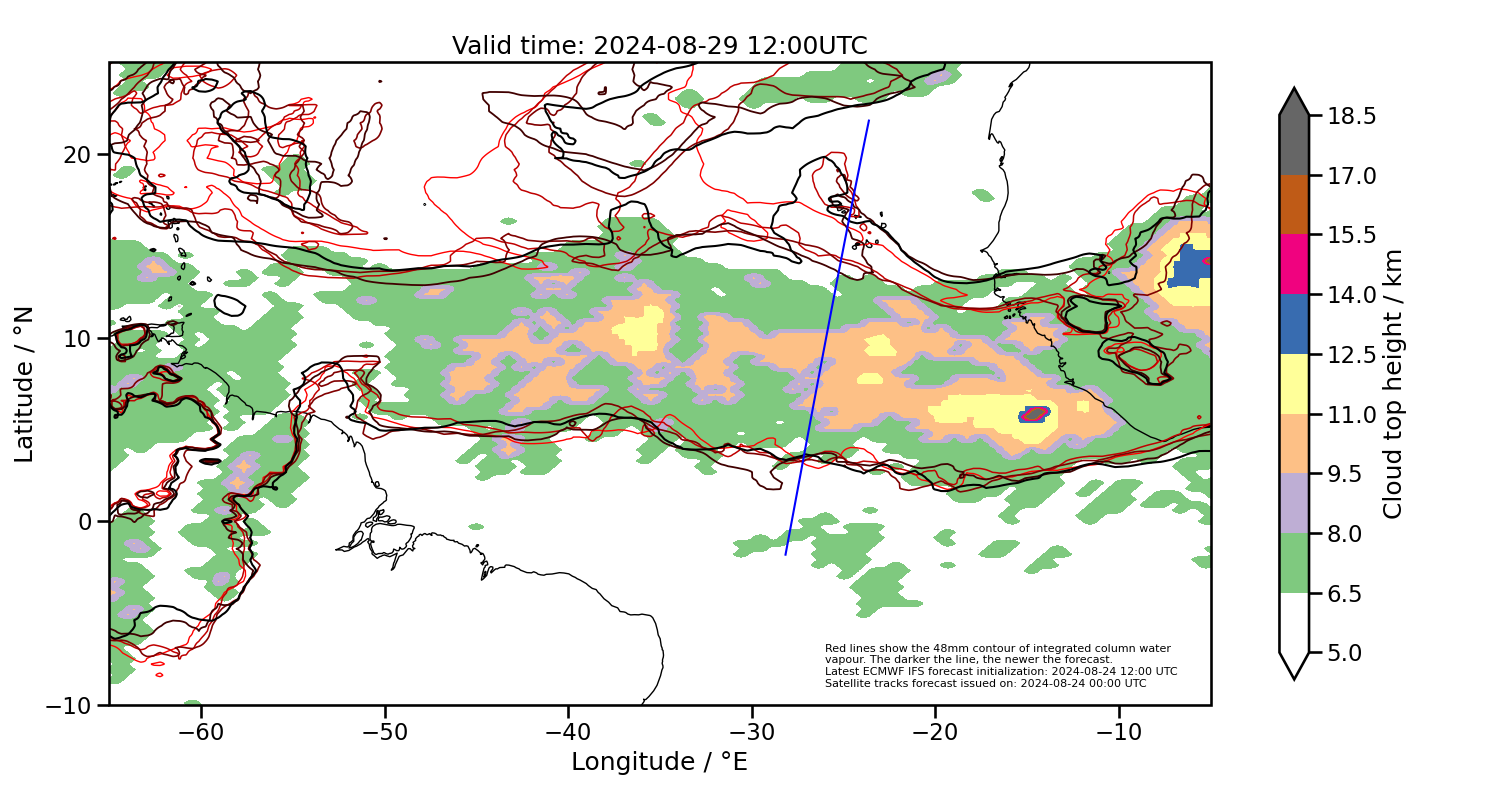 Valid time: 2024-08-29 12:00UTC
20
10
0
−10
Latitude / °N
−60
−50
−40
−30
−20
−10
Longitude / °E
Red lines show the 48mm contour of integrated column water
vapour. The darker the line, the newer the forecast.
Latest ECMWF IFS forecast initialization: 2024-08-24 12:00 UTC
Satellite tracks forecast issued on: 2024-08-24 00:00 UTC
18.5
17.0
15.5
14.0
12.5
11.0
9.5
8.0
6.5
5.0
Cloud top height / km